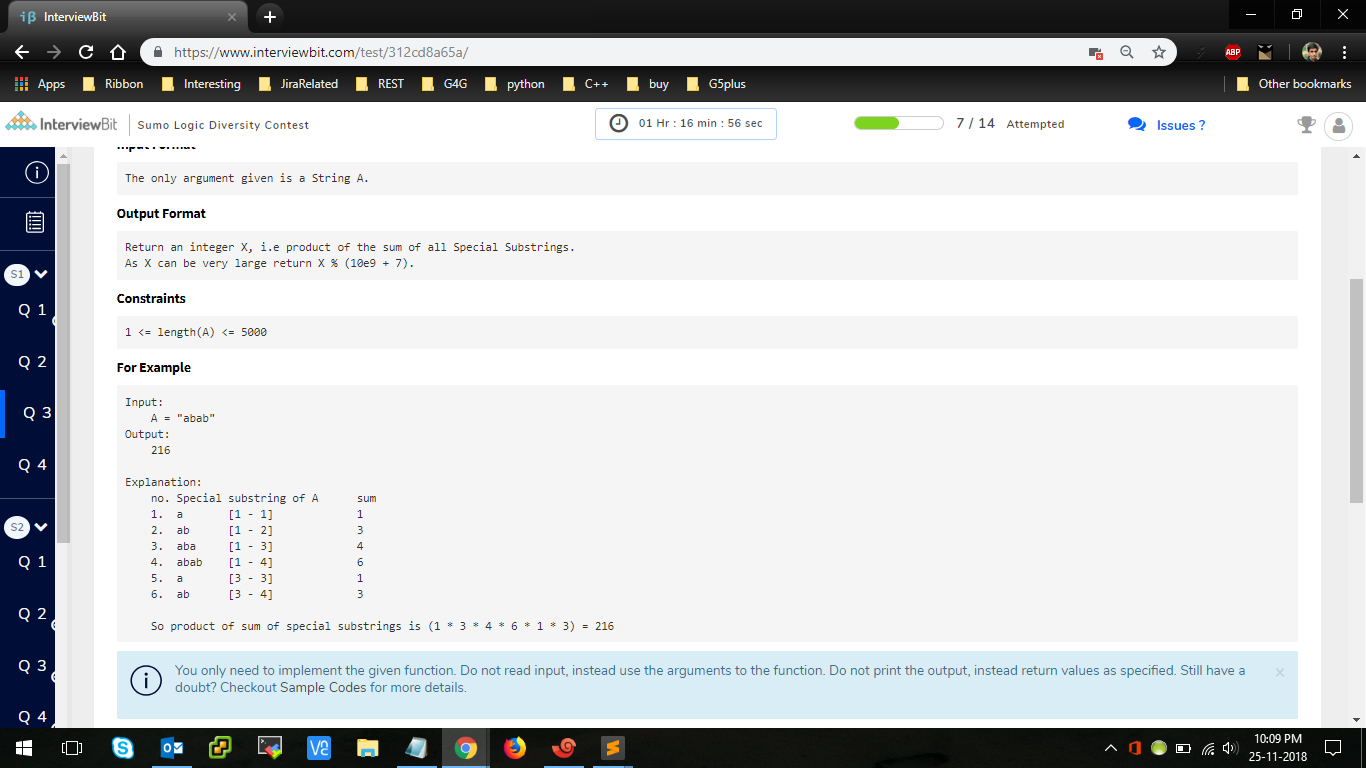 iβ InterviewBit
https://www.interviewbit.com/test/312cd8a65a/
ABP
Apps Ribbon Interesting JiraRelated REST G4G python C++ buy G5plus Other bookmarks
InterviewBit Sumo Logic Diversity Contest 01 Hr : 16 min : 56 sec 7 / 14 Attempted Issues ?
Input Format
The only argument given is a String A.
Output Format
Return an integer X, i.e product of the sum of all Special Substrings.
As X can be very large return X % (10e9 + 7).
Constraints
1 <= length(A) <= 5000
For Example
Input:
A = "abab"
Output:
216
Explanation:
no. Special substring of A sum
1. a [1 - 1] 1
2. ab [1 - 2] 3
3. aba [1 - 3] 4
4. abab [1 - 4] 6
5. a [3 - 3] 1
6. ab [3 - 4] 3
So product of sum of special substrings is (1 * 3 * 4 * 6 * 1 * 3) = 216
You only need to implement the given function. Do not read input, instead use the arguments to the function. Do not print the output, instead return values as specified. Still have a
doubt? Checkout Sample Codes for more details.
S1
Q 1
Q 2
Q 3
Q 4
S2
Q 1
Q 2
Q 3
Q 4
10:09 PM
25-11-2018